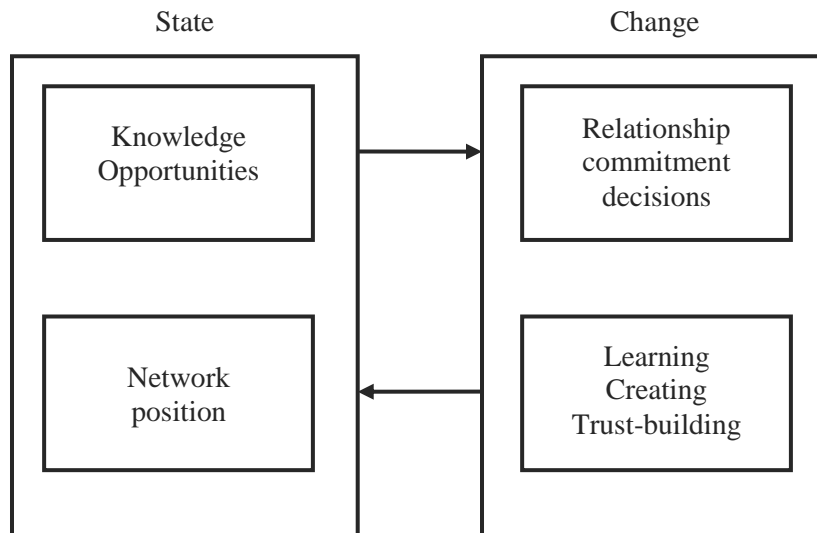 State
Change
Knowledge
Opportunities
Relationship
commitment
decisions
Network
position
Learning
Creating
Trust-building